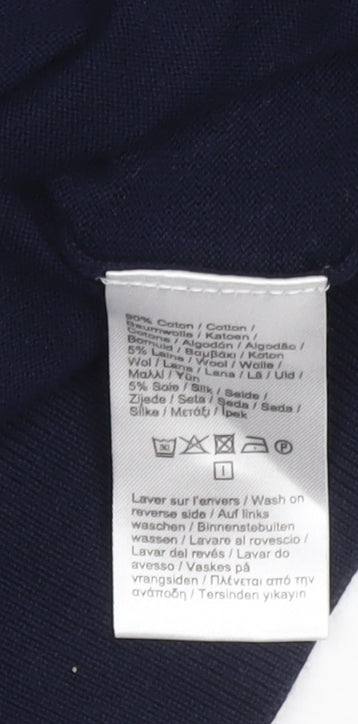 90% Coton / Cotton /
Baumwolle / Katoen /
Cotone / Algodón / Algodão /
Bomuld / Βαμβάκι / Koton
5% Laine / Wool / Wolle /
Wol / Lana / Lana / Lã / Uld /
Μαλλί / Yün
5% Soie / Silk / Seide /
Zijede / Seta / Seda / Seda /
Silke / Μετάξι / İpek
P
I
Laver sur l'envers / Wash on
reverse side / Auf links
waschen / Binnenstebuiten
wassen / Lavare al rovescio /
Lavar del revés / Lavar do
avesso / Vaskes på
vrangsiden / Πλένεται από την
ανάποδη / Tersinden yıkayin